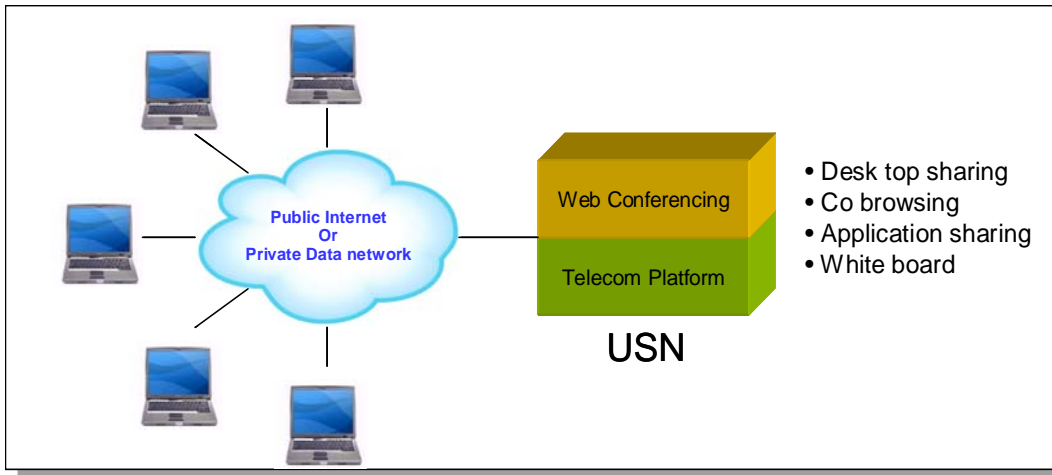 Public Internet
Or
Private Data network
Web Conferencing
Telecom Platform
USN
• Desk top sharing
• Co browsing
• Application sharing
• White board